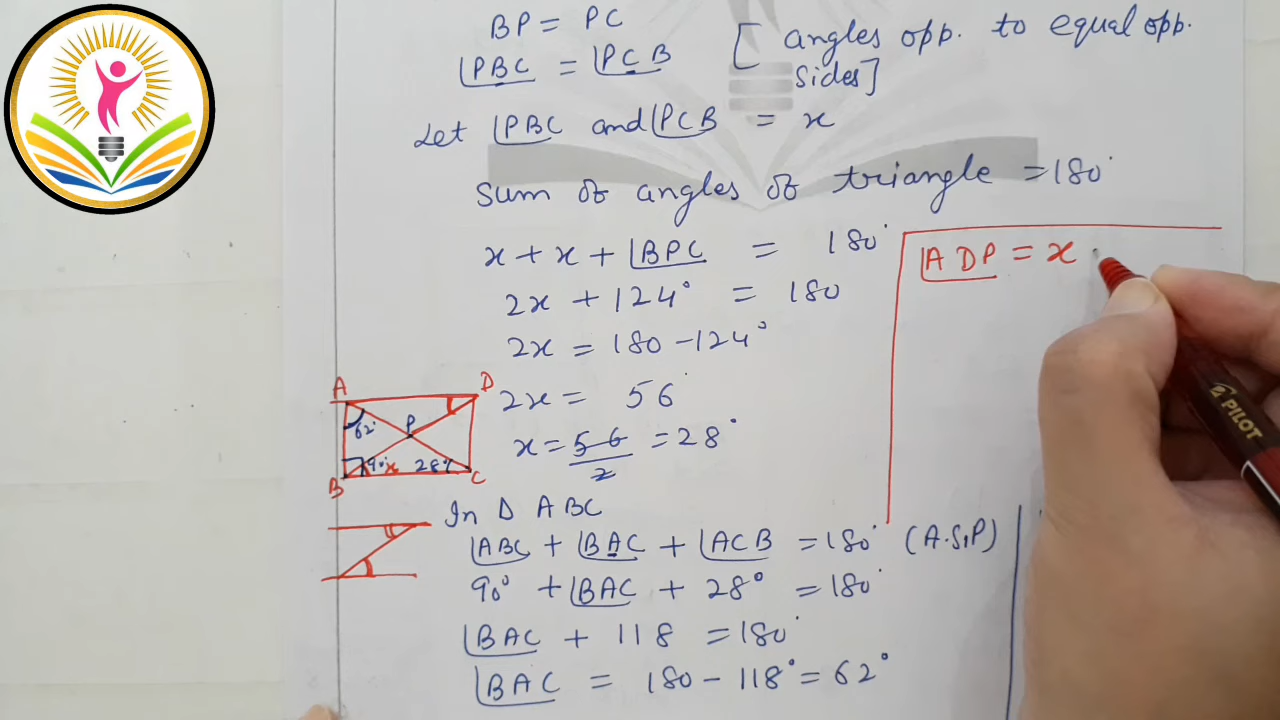 BP = PC
∠PBC = ∠PCB [angles opp. to equal opp. sides]
Let ∠PBC and ∠PCB = x
Sum of angles of triangle = 180°
x + x + ∠BPC = 180°
2x + 124° = 180
2x = 180 - 124°
2x = 56
x = 56/2 = 28°
In Δ ABC
∠ABC + ∠BAC + ∠ACB = 180° (A.S.P)
90° + ∠BAC + 28° = 180°
∠BAC + 118 = 180°
∠BAC = 180 - 118° = 62°
∠ADP = x
A
D
62°
P
90°
x
28°
B
C
PILOT